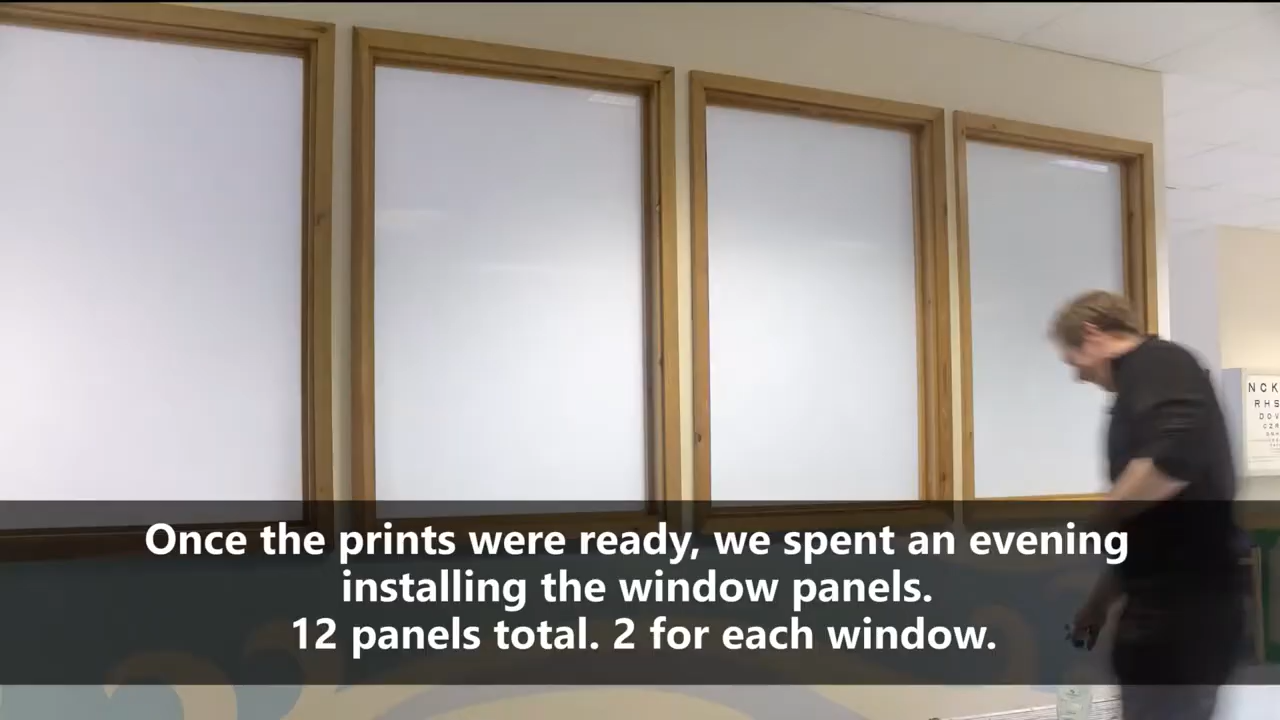 Once the prints were ready, we spent an evening
installing the window panels.
12 panels total. 2 for each window.
N C K
R H S
D O V
C Z R